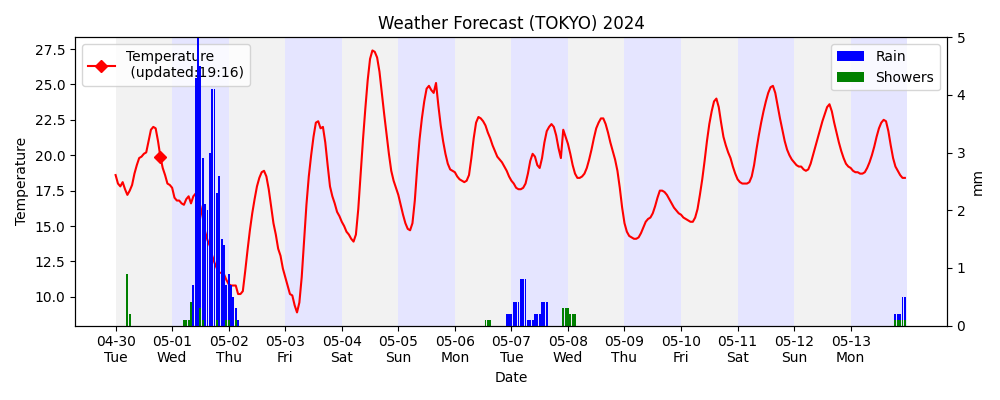 Weather Forecast (TOKYO) 2024
Temperature
(updated:19:16)
Rain
Showers
27.5
25.0
22.5
20.0
17.5
15.0
12.5
10.0
Temperature
5
4
3
2
1
0
mm
04-30 05-01 05-02 05-03 05-04 05-05 05-06 05-07 05-08 05-09 05-10 05-11 05-12 05-13
Tue Wed Thu Fri Sat Sun Mon Tue Wed Thu Fri Sat Sun Mon
Date